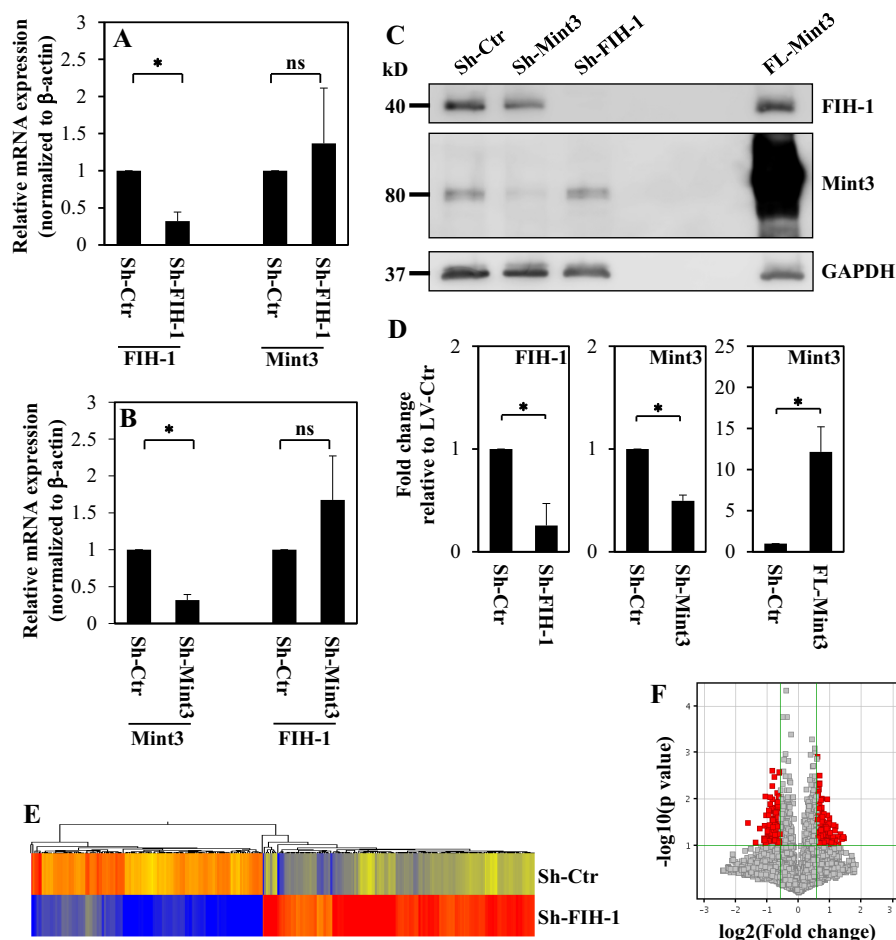 A
Relative mRNA expression
(normalized to β-actin)
3
2.5
2
1.5
1
0.5
0
*
ns
Sh-Ctr
Sh-FIH-1
Sh-Ctr
Sh-FIH-1
FIH-1
Mint3
B
Relative mRNA expression
(normalized to β-actin)
3
2.5
2
1.5
1
0.5
0
*
ns
Sh-Ctr
Sh-Mint3
Sh-Ctr
Sh-Mint3
Mint3
FIH-1
C
kD
Sh-Ctr
Sh-Mint3
Sh-FIH-1
FL-Mint3
40
FIH-1
80
Mint3
37
GAPDH
D
Fold change
relative to LV-Ctr
2
1
0
FIH-1
*
Sh-Ctr
Sh-FIH-1
2
1
0
Mint3
*
Sh-Ctr
Sh-Mint3
25
20
15
10
5
0
Mint3
*
Sh-Ctr
FL-Mint3
E
Sh-Ctr
Sh-FIH-1
F
-log10(p value)
4
3
2
1
-3 -2 -1 0 1 2 3
log2(Fold change)